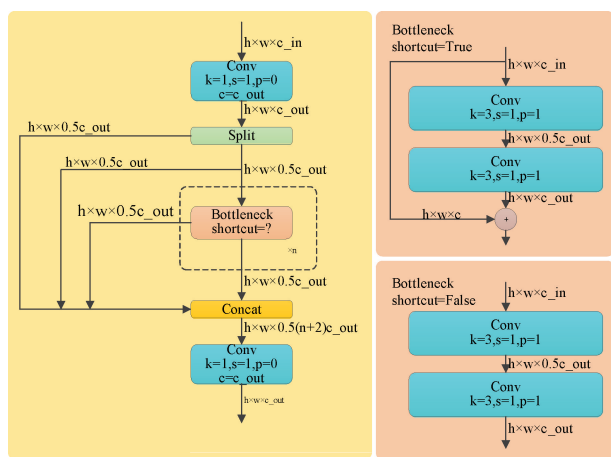 h×w×c_in
Conv
k=1,s=1,p=0
c=c_out
h×w×c_out
h×w×0.5c_out
Split
h×w×0.5c_out
h×w×0.5c_out
h×w×0.5c_out
Bottleneck
shortcut=?
×n
h×w×0.5c_out
Concat
h×w×0.5(n+2)c_out
Conv
k=1,s=1,p=0
c=c_out
h×w×c_out
Bottleneck
shortcut=True
h×w×c_in
Conv
k=3,s=1,p=1
h×w×0.5c_out
Conv
k=3,s=1,p=1
h×w×c_out
h×w×c
+
Bottleneck
shortcut=False
h×w×c_in
Conv
k=3,s=1,p=1
h×w×0.5c_out
Conv
k=3,s=1,p=1
h×w×c_out